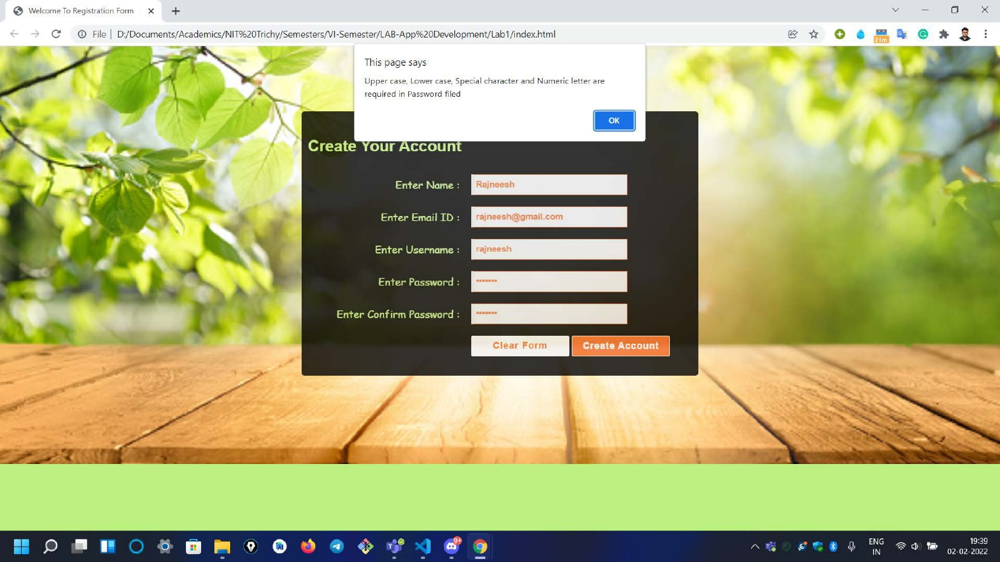 Welcome To Registration Form
File
D:/Documents/Academics/NIT%20Trichy/Semesters/VI-Semester/LAB-App%20Development/Lab1/index.html
21m
This page says
Upper case, Lower case, Special character and Numeric letter are
required in Password filed
OK
Create Your Account
Enter Name : Rajneesh
Enter Email ID : rajneesh@gmail.com
Enter Username : rajneesh
Enter Password : •••••••
Enter Confirm Password : •••••••
Clear Form Create Account
9+
ENG
IN
19:39
02-02-2022